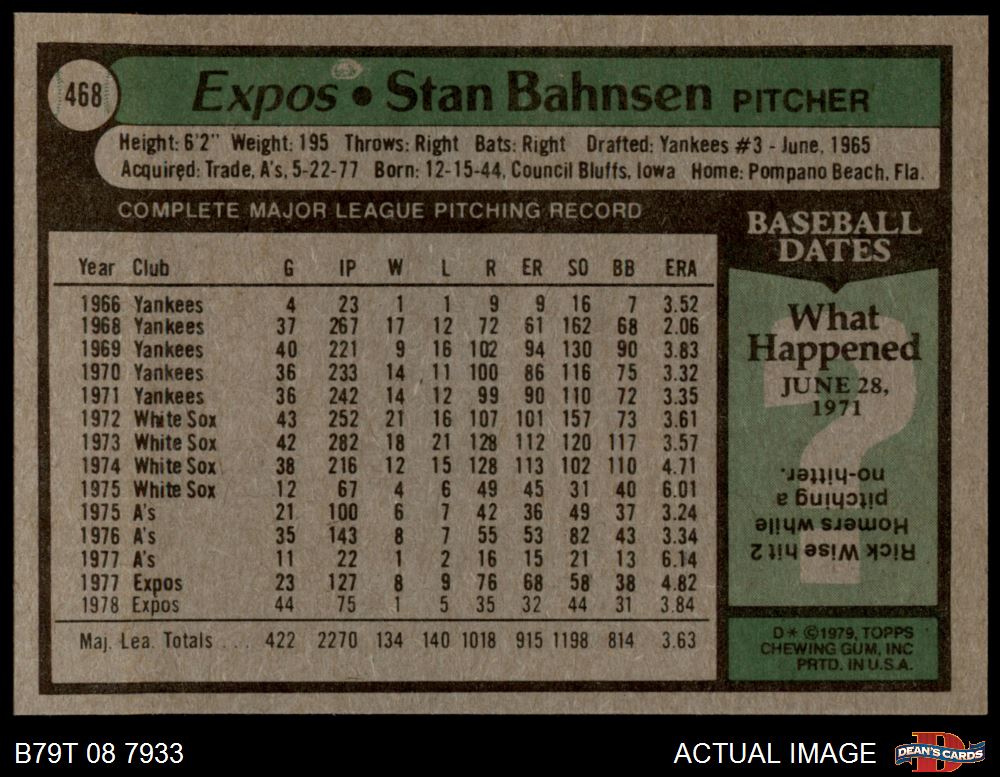 468
Expos • Stan Bahnsen PITCHER
Height: 6'2" Weight: 195 Throws: Right Bats: Right Drafted: Yankees #3 - June, 1965
Acquired: Trade, A's, 5-22-77 Born: 12-15-44, Council Bluffs, Iowa Home: Pompano Beach, Fla.
COMPLETE MAJOR LEAGUE PITCHING RECORD
Year Club G IP W L R ER SO BB ERA
1966 Yankees 4 23 1 1 9 9 16 7 3.52
1968 Yankees 37 267 17 12 72 61 162 68 2.06
1969 Yankees 40 221 9 16 102 94 130 90 3.83
1970 Yankees 36 233 14 11 100 86 116 75 3.32
1971 Yankees 36 242 14 12 99 90 110 72 3.35
1972 White Sox 43 252 21 16 107 101 157 73 3.61
1973 White Sox 42 282 18 21 128 112 120 117 3.57
1974 White Sox 38 216 12 15 128 113 102 110 4.71
1975 White Sox 12 67 4 6 49 45 31 40 6.01
1975 A's 21 100 6 7 42 36 49 37 3.24
1976 A's 35 143 8 7 55 53 82 43 3.34
1977 A's 11 22 1 2 16 15 21 13 6.14
1977 Expos 23 127 8 9 76 68 58 38 4.82
1978 Expos 44 75 1 5 35 32 44 31 3.84
Maj. Lea. Totals . . . 422 2270 134 140 1018 915 1198 814 3.63
BASEBALL
DATES
What
Happened
JUNE 28,
1971
?
Rick Wise hit 2
Homers while
pitching a
no-hitter.
D* ©1979, TOPPS
CHEWING GUM, INC
PRTD. IN U.S.A.
B79T 08 7933
ACTUAL IMAGE
D
DEAN'S CARDS